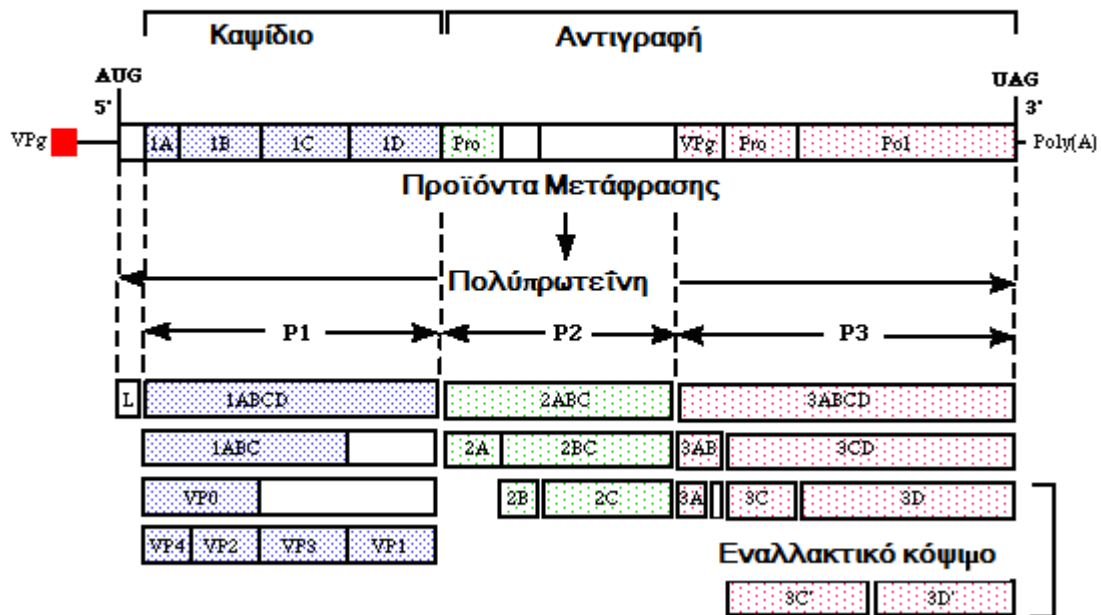 Καψίδιο Αντιγραφή
AUG UAG
5' 3'
VPg 1A 1B 1C 1D Pro VPg Pro Pol Poly(A)
Προϊόντα Μετάφρασης
Πολύπρωτεΐνη
P1 P2 P3
L 1ABCD 2ABC 3ABCD
1ABC 2A 2BC 3AB 3CD
VP0 2B 2C 3A 3C 3D
VP4 VP2 VP3 VP1
Εναλλακτικό κόψιμο
3C' 3D'